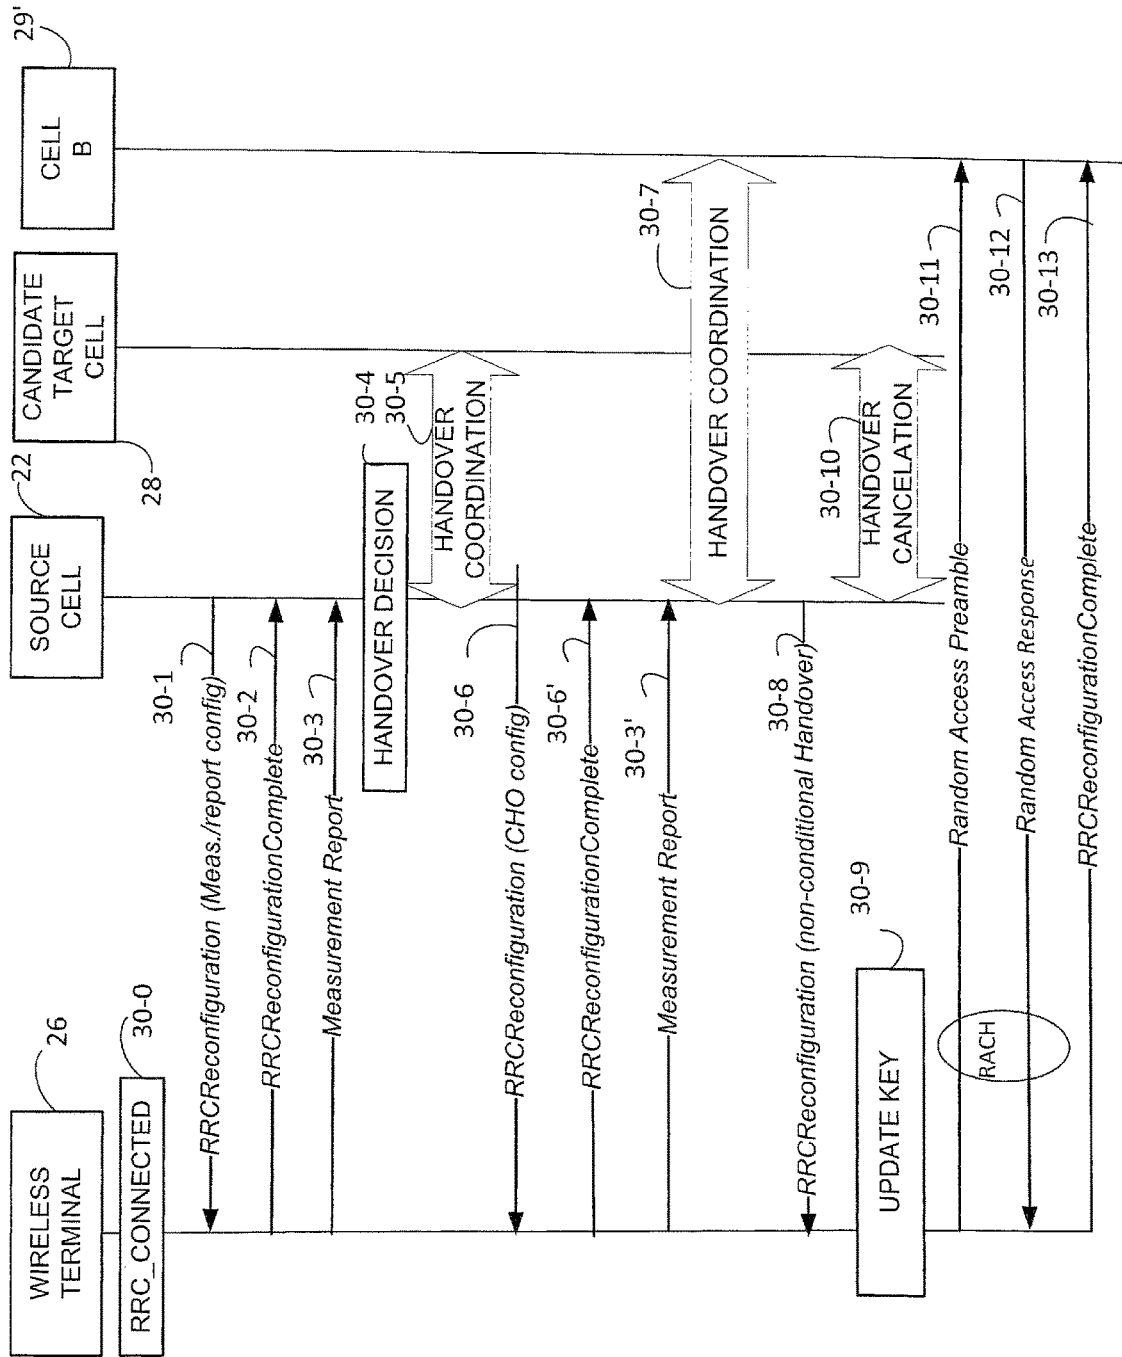 WIRELESS
TERMINAL
26
SOURCE
CELL
22
CANDIDATE
TARGET
CELL
28
CELL
B
29'
RRC_CONNECTED
30-0
30-1
RRCReconfiguration (Meas./report config)
30-2
RRCReconfigurationComplete
30-3
Measurement Report
HANDOVER DECISION
30-4
30-5
HANDOVER
COORDINATION
30-6
RRCReconfiguration (CHO config)
30-6'
RRCReconfigurationComplete
30-3'
Measurement Report
30-7
HANDOVER COORDINATION
30-8
RRCReconfiguration (non-conditional Handover)
UPDATE KEY
30-9
30-10
HANDOVER
CANCELATION
Random Access Preamble
30-11
RACH
Random Access Response
30-12
RRCReconfigurationComplete
30-13